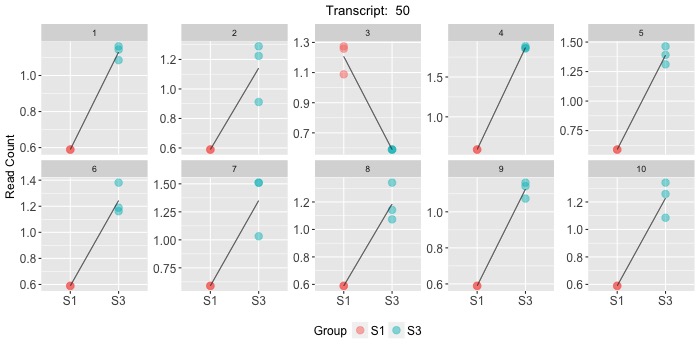 Transcript: 50
1 2 3 4 5
1.0 0.8 0.6
1.2 1.0 0.8 0.6
1.3 1.1 0.9 0.7
1.5 1.0
1.50 1.25 1.00 0.75
Read Count
6 7 8 9 10
1.4 1.2 1.0 0.8 0.6
1.50 1.25 1.00 0.75
1.2 1.0 0.8 0.6
1.0 0.8 0.6
1.2 1.0 0.8 0.6
S1 S3 S1 S3 S1 S3 S1 S3 S1 S3
Group S1 S3